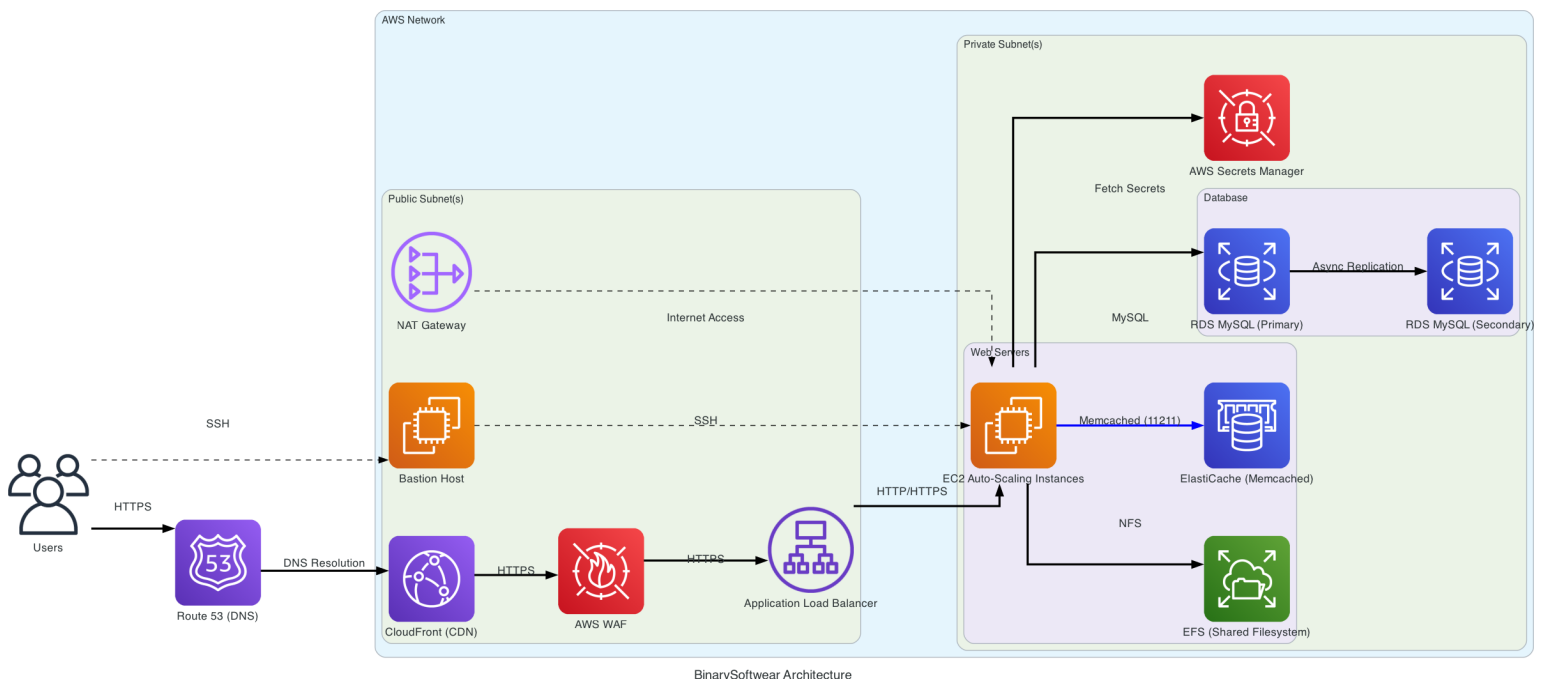 AWS Network
Private Subnet(s)
AWS Secrets Manager
Fetch Secrets
Public Subnet(s)
Database
NAT Gateway
Internet Access
MySQL
Async Replication
RDS MySQL (Primary)
RDS MySQL (Secondary)
Web Servers
SSH
Bastion Host
SSH
EC2 Auto-Scaling Instances
Memcached (11211)
ElastiCache (Memcached)
HTTPS
Users
53
Route 53 (DNS)
DNS Resolution
CloudFront (CDN)
HTTPS
AWS WAF
HTTPS
Application Load Balancer
HTTP/HTTPS
NFS
EFS (Shared Filesystem)
BinarySoftwear Architecture